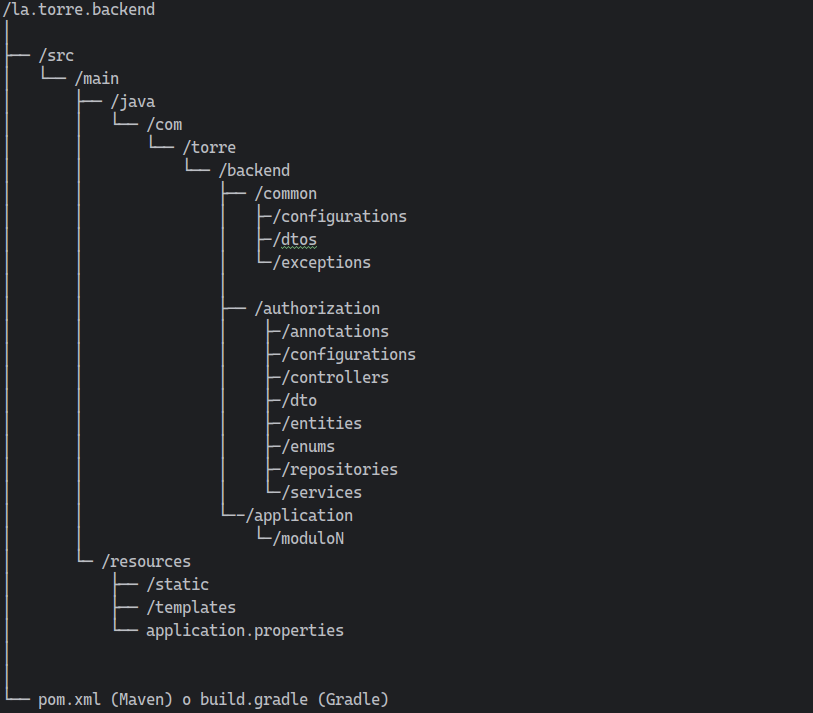 /la.torre.backend
/src
/main
/java
/com
/torre
/backend
/common
/configurations
/dtos
/exceptions
/authorization
/annotations
/configurations
/controllers
/dto
/entities
/enums
/repositories
/services
/application
/moduloN
/resources
/static
/templates
application.properties
pom.xml (Maven) o build.gradle (Gradle)